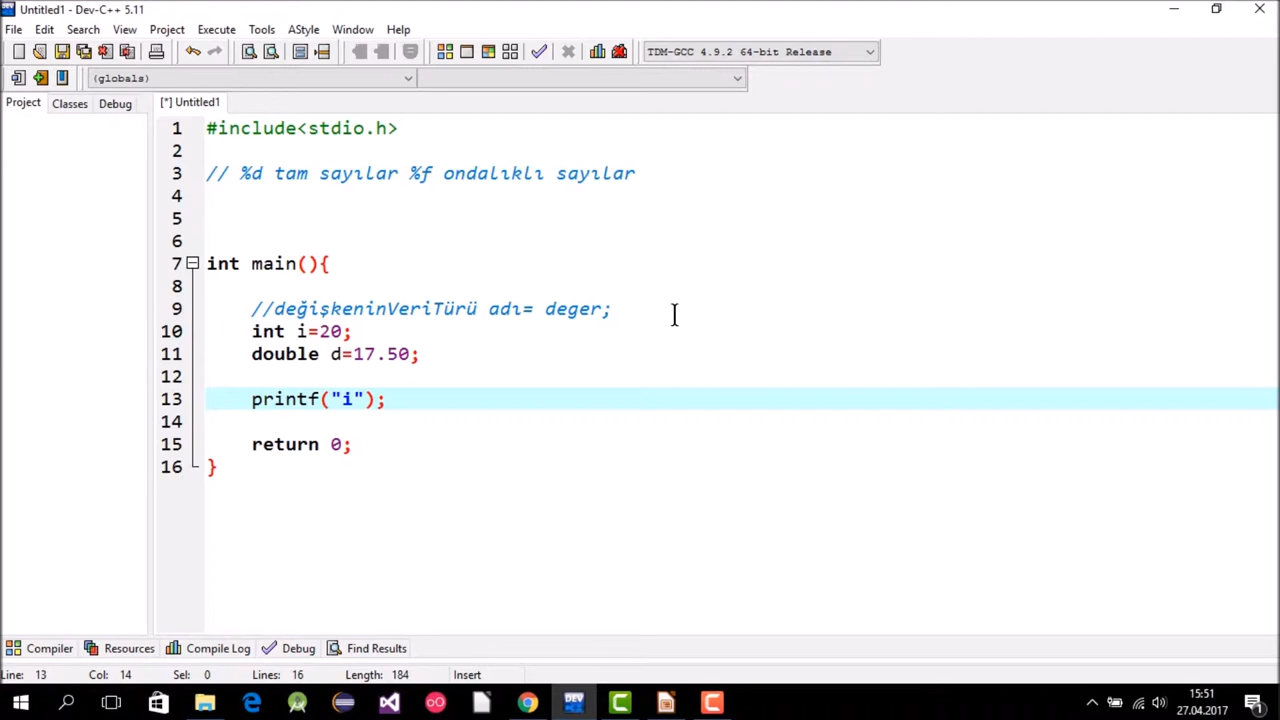 Untitled1 - Dev-C++ 5.11
File Edit Search View Project Execute Tools AStyle Window Help
TDM-GCC 4.9.2 64-bit Release
(globals)
Project Classes Debug [*] Untitled1
1 #include<stdio.h>
2
3 // %d tam sayılar %f ondalıklı sayılar
4
5
6
7 int main(){
8
9 //değişkeninVeriTürü adı= deger;
10 int i=20;
11 double d=17.50;
12
13 printf("i");
14
15 return 0;
16 }
Compiler Resources Compile Log Debug Find Results
Line: 13 Col: 14 Sel: 0 Lines: 16 Length: 184 Insert
DEV
15:51
27.04.2017
1